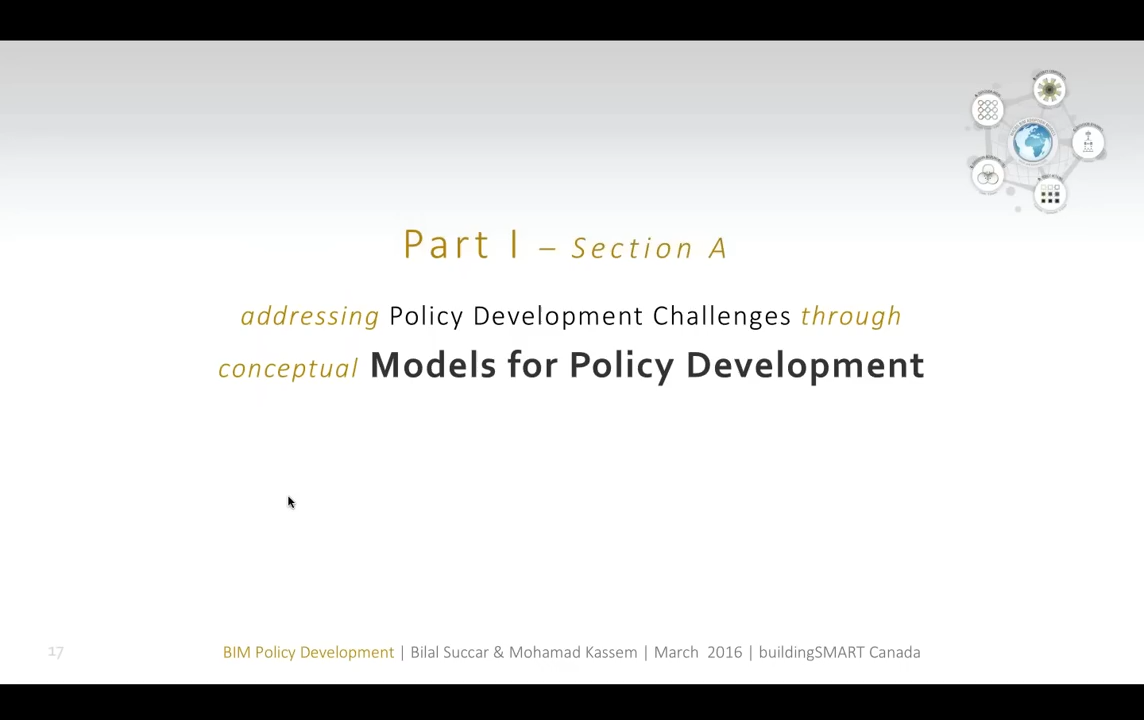 Part I – Section A
addressing Policy Development Challenges through
conceptual Models for Policy Development
17
BIM Policy Development | Bilal Succar & Mohamad Kassem | March 2016 | buildingSMART Canada